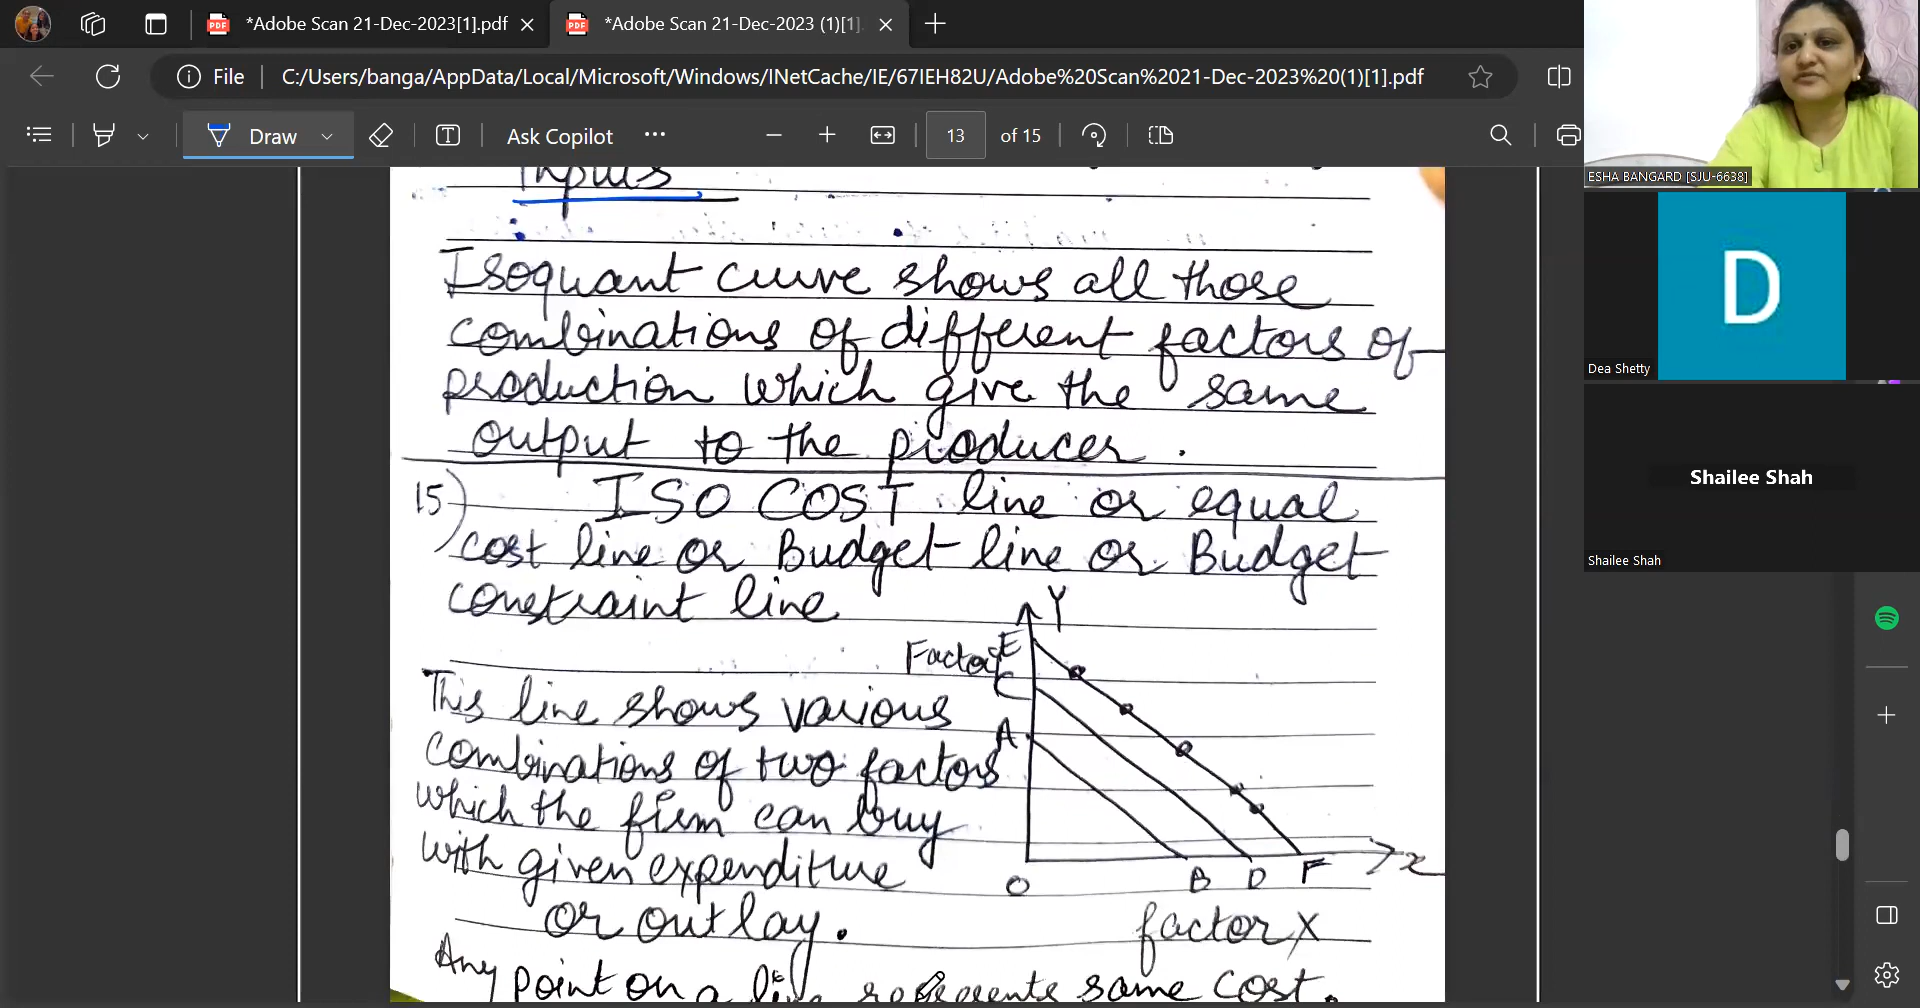 *Adobe Scan 21-Dec-2023[1].pdf
*Adobe Scan 21-Dec-2023 (1)[1].
File
C:/Users/banga/AppData/Local/Microsoft/Windows/INetCache/IE/67IEH82U/Adobe%20Scan%2021-Dec-2023%20(1)[1].pdf
Draw
Ask Copilot
13 of 15
Inputs
Isoquant curve shows all those
combinations of different factors of
production which give the same
output to the producer.
15) ISO COST line or equal
cost line or Budget line or Budget
constraint line
This line shows various
combinations of two factors
which the firm can buy
with given expenditure
or outlay.
Any point on a line represents same cost.
Y
Factor Y
E
C
A
O
B D F
x
factor X
ESHA BANGARD [SJU-6638]
D
Dea Shetty
Shailee Shah
Shailee Shah